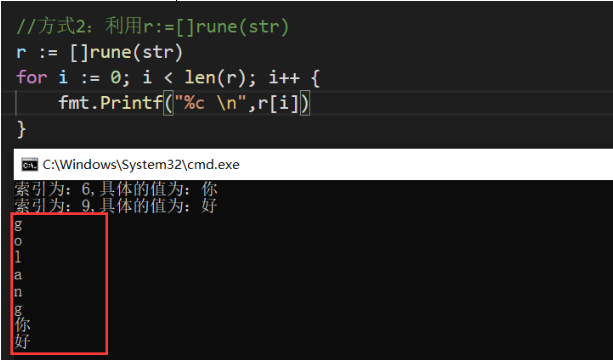 //方式2：利用r:=[]rune(str)
r := []rune(str)
for i := 0; i < len(r); i++ {
    fmt.Printf("%c \n",r[i])
}
C:\Windows\System32\cmd.exe
索引为：6,具体的值为：你
索引为：9,具体的值为：好
g
o
l
a
n
g
你
好